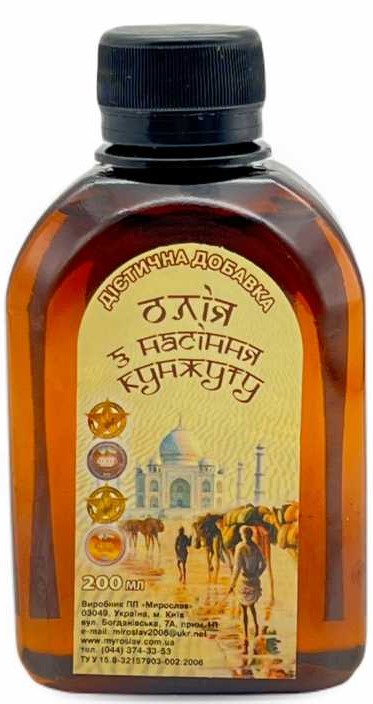 ДІЄТИЧНА ДОБАВКА
Олія
з насіння
кунжуту
200 мл
Виробник ПП «Мирослав»
03049, Україна, м. Київ
вул. Богданівська, 7А, прим. Н1
e-mail: miroslav2006@ukr.net
www.myroslav.com.ua
тел. (044) 374-33-53
ТУ У 15.8-32157903-002:2006